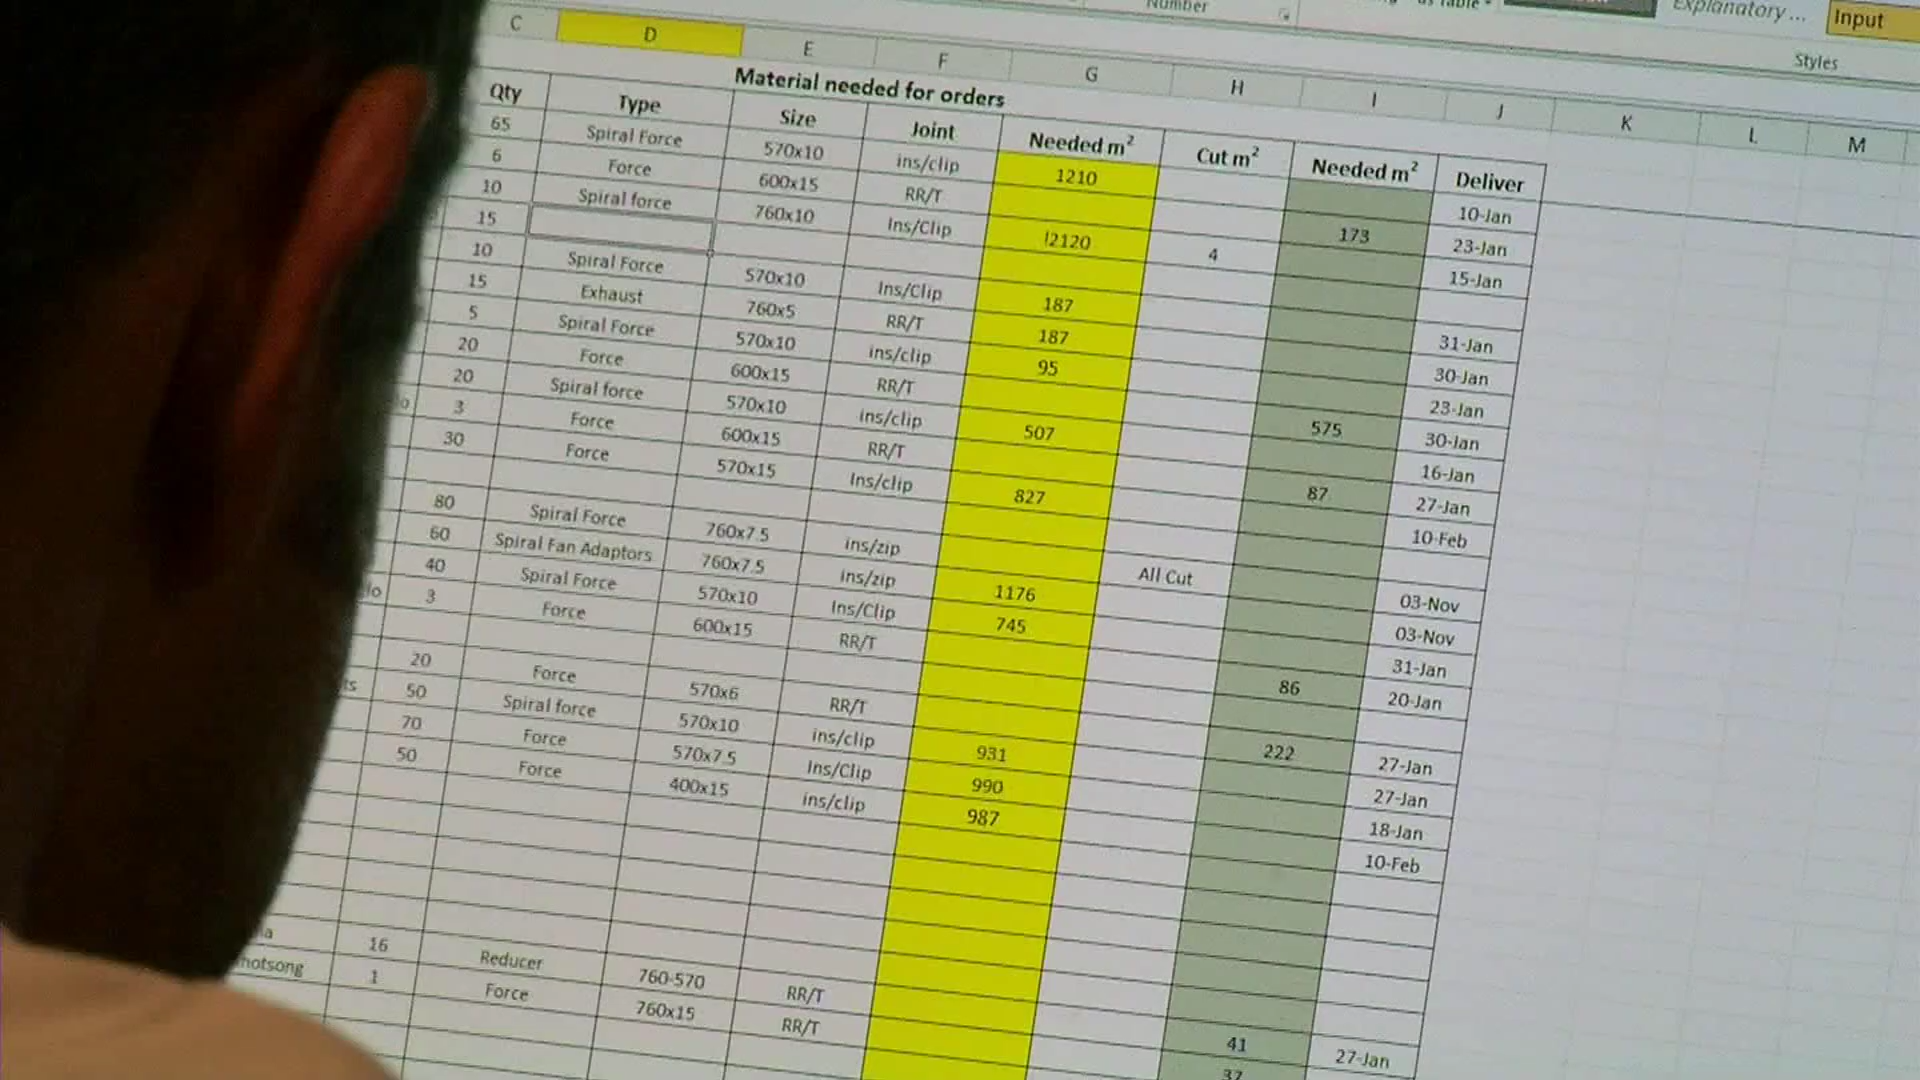 Number
as Table
Explanatory ... Input
Styles
C D E F G H I J K L M
Material needed for orders
Qty Type Size Joint Needed m² Cut m² Needed m² Deliver
65 Spiral Force 570x10 ins/clip 1210 10-Jan
6 Force 600x15 RR/T 173 23-Jan
10 Spiral force 760x10 Ins/Clip !2120 4 15-Jan
15
10 Spiral Force 570x10 Ins/Clip 187 31-Jan
15 Exhaust 760x5 RR/T 187 30-Jan
5 Spiral Force 570x10 ins/clip 95 23-Jan
20 Force 600x15 RR/T 575 30-Jan
20 Spiral force 570x10 ins/clip 507 16-Jan
o 3 Force 600x15 RR/T 87 27-Jan
30 Force 570x15 Ins/clip 827 10-Feb
80 Spiral Force 760x7.5 ins/zip All Cut 03-Nov
60 Spiral Fan Adaptors 760x7.5 ins/zip 1176 03-Nov
40 Spiral Force 570x10 Ins/Clip 745 31-Jan
lo 3 Force 600x15 RR/T 86 20-Jan
20 Force 570x6 RR/T 222 27-Jan
ts 50 Spiral force 570x10 ins/clip 931 27-Jan
70 Force 570x7.5 Ins/Clip 990 18-Jan
50 Force 400x15 ins/clip 987 10-Feb
a 16 Reducer 760-570 RR/T 41 27-Jan
hotsong 1 Force 760x15 RR/T 37